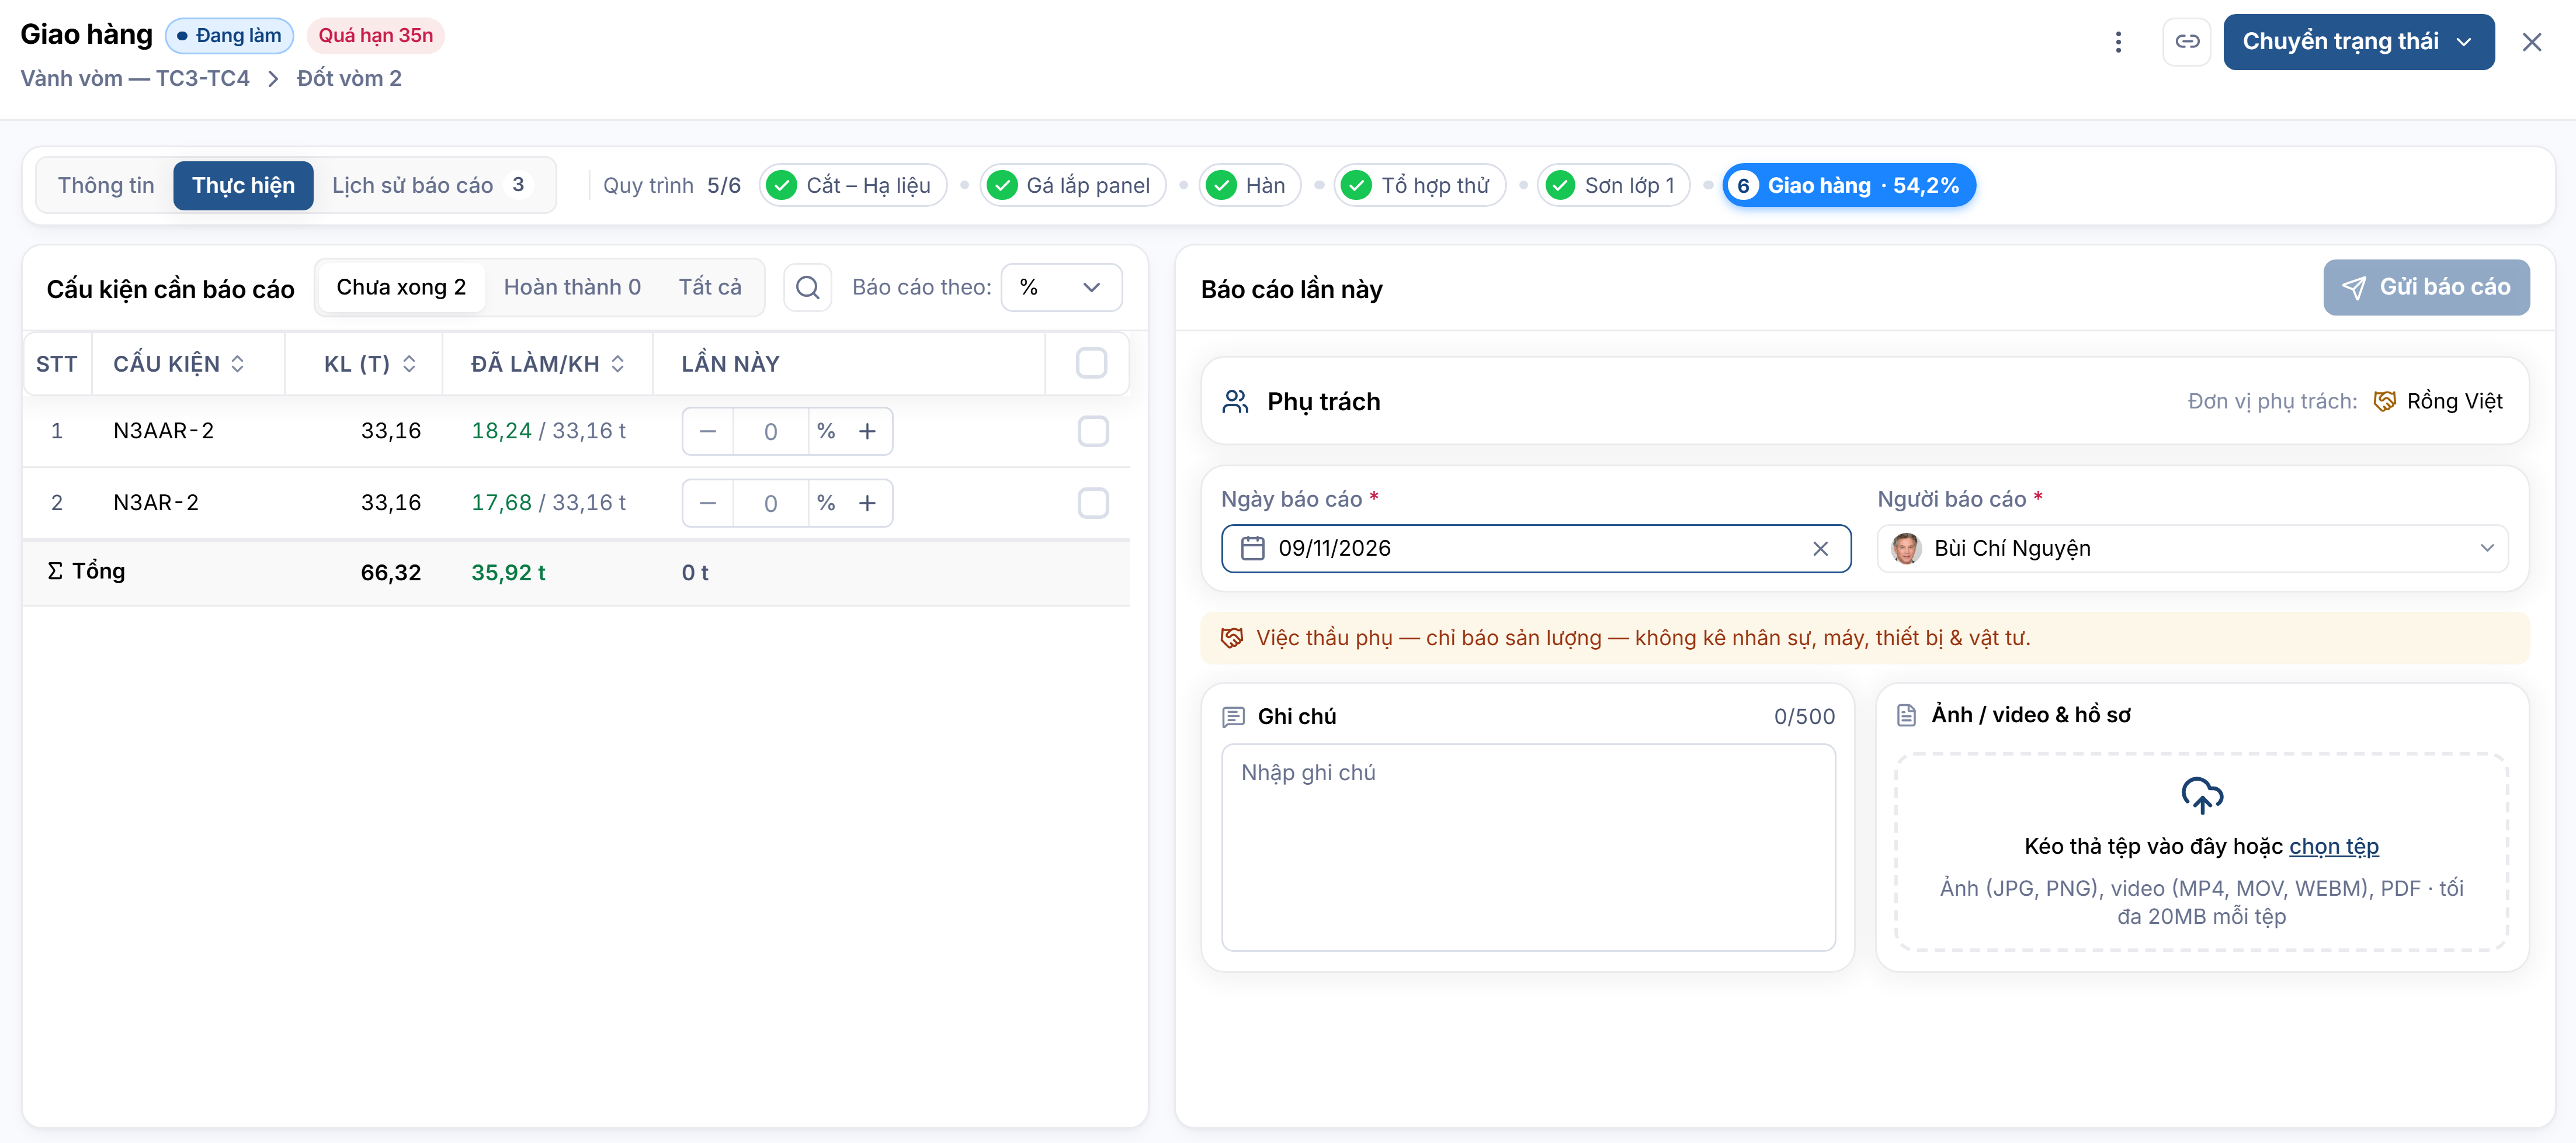 Giao hàng Đang làm Quá hạn 35n
Chuyển trạng thái
Vành vòm — TC3-TC4 > Đốt vòm 2
Thông tin Thực hiện Lịch sử báo cáo 3 Quy trình 5/6 Cắt – Hạ liệu Gá lắp panel Hàn Tổ hợp thử Sơn lớp 1 6 Giao hàng · 54,2%
Cấu kiện cần báo cáo Chưa xong 2 Hoàn thành 0 Tất cả Báo cáo theo: %
STT CẤU KIỆN KL (T) ĐÃ LÀM/KH LẦN NÀY
1 N3AAR-2 33,16 18,24 / 33,16 t − 0 % +
2 N3AR-2 33,16 17,68 / 33,16 t − 0 % +
Σ Tổng 66,32 35,92 t 0 t
Báo cáo lần này Gửi báo cáo
Phụ trách Đơn vị phụ trách: Rồng Việt
Ngày báo cáo * Người báo cáo *
09/11/2026 Bùi Chí Nguyện
Việc thầu phụ — chỉ báo sản lượng — không kê nhân sự, máy, thiết bị & vật tư.
Ghi chú 0/500
Nhập ghi chú
Ảnh / video & hồ sơ
Kéo thả tệp vào đây hoặc chọn tệp
Ảnh (JPG, PNG), video (MP4, MOV, WEBM), PDF · tối
đa 20MB mỗi tệp